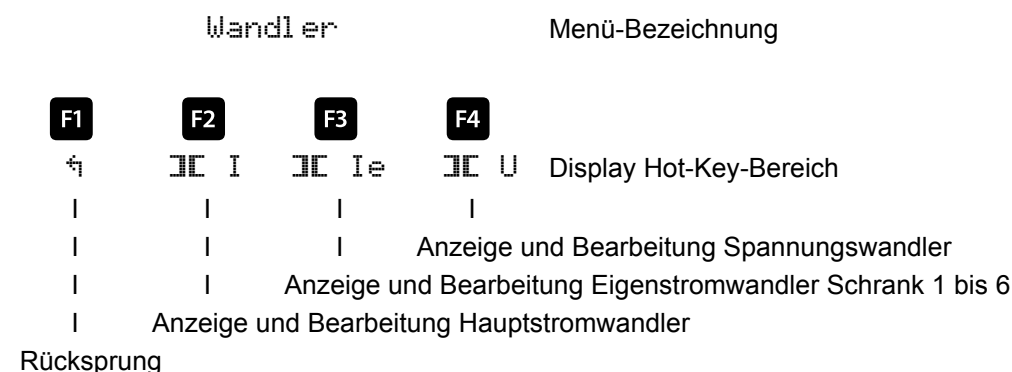 Wandler Menü-Bezeichnung
F1 F2 F3 F4
↰ ][ I ][ Ie ][ U Display Hot-Key-Bereich
I I I I
I I I Anzeige und Bearbeitung Spannungswandler
I I Anzeige und Bearbeitung Eigenstromwandler Schrank 1 bis 6
I Anzeige und Bearbeitung Hauptstromwandler
Rücksprung